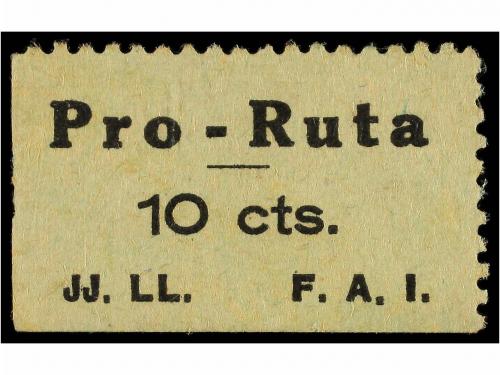 Pro - Ruta
10 cts.
JJ. LL. F. A. I.